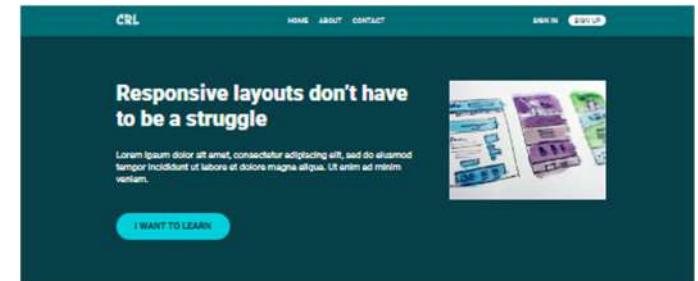 CRL
HOME ABOUT CONTACT
SIGN IN SIGN UP
Responsive layouts don't have
to be a struggle
Lorem ipsum dolor sit amet, consectetur adipiscing elit, sed do eiusmod
tempor incididunt ut labore et dolore magna aliqua. Ut enim ad minim
veniam.
I WANT TO LEARN